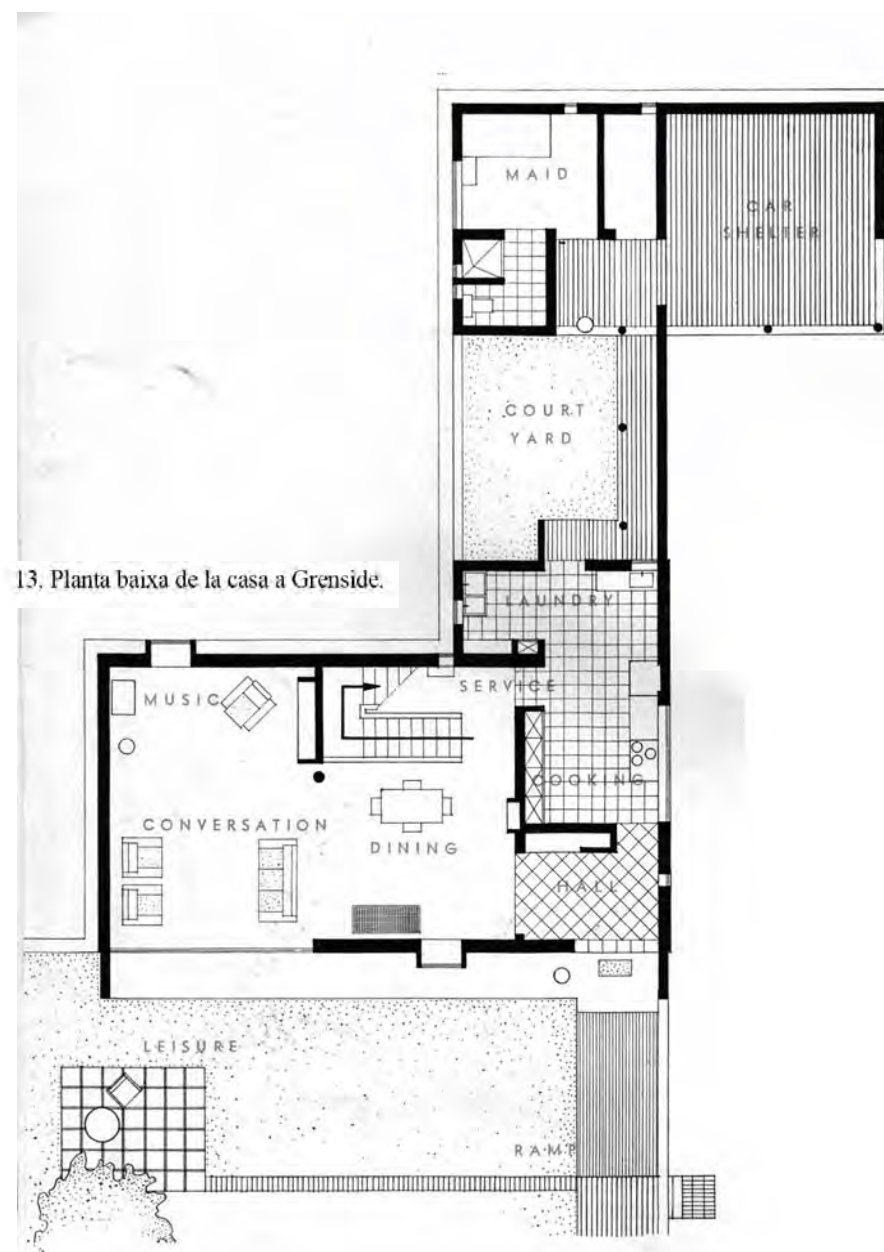 MAID
CAR
SHELTER
COURT
YARD
13. Planta baixa de la casa a Grenside.
LAUNDRY
MUSIC
SERVICE
COOKING
CONVERSATION
DINING
HALL
LEISURE
RAMP